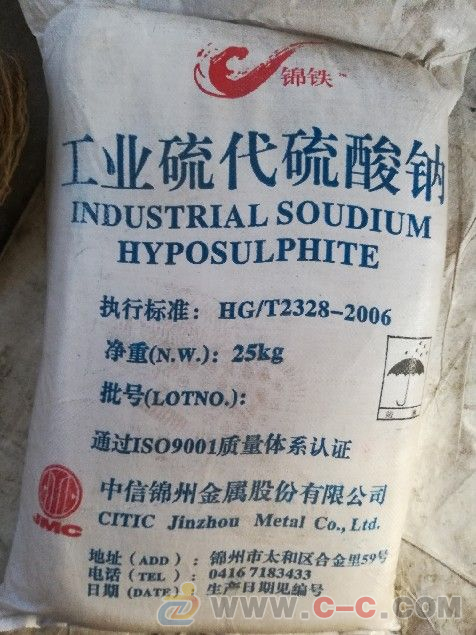 锦铁
工业硫代硫酸钠
INDUSTRIAL SOUDIUM
HYPOSULPHITE
执行标准：HG/T2328-2006
净重(N.W.)：25kg
批号(LOTNO.)：
通过ISO9001质量体系认证
JMC
中信锦州金属股份有限公司
CITIC Jinzhou Metal Co., Ltd.
地址（ADD）：锦州市太和区合金里59号
电话（TEL）：0416 7183433
日期（DATE）：生产日期见编号
www.c-c.com